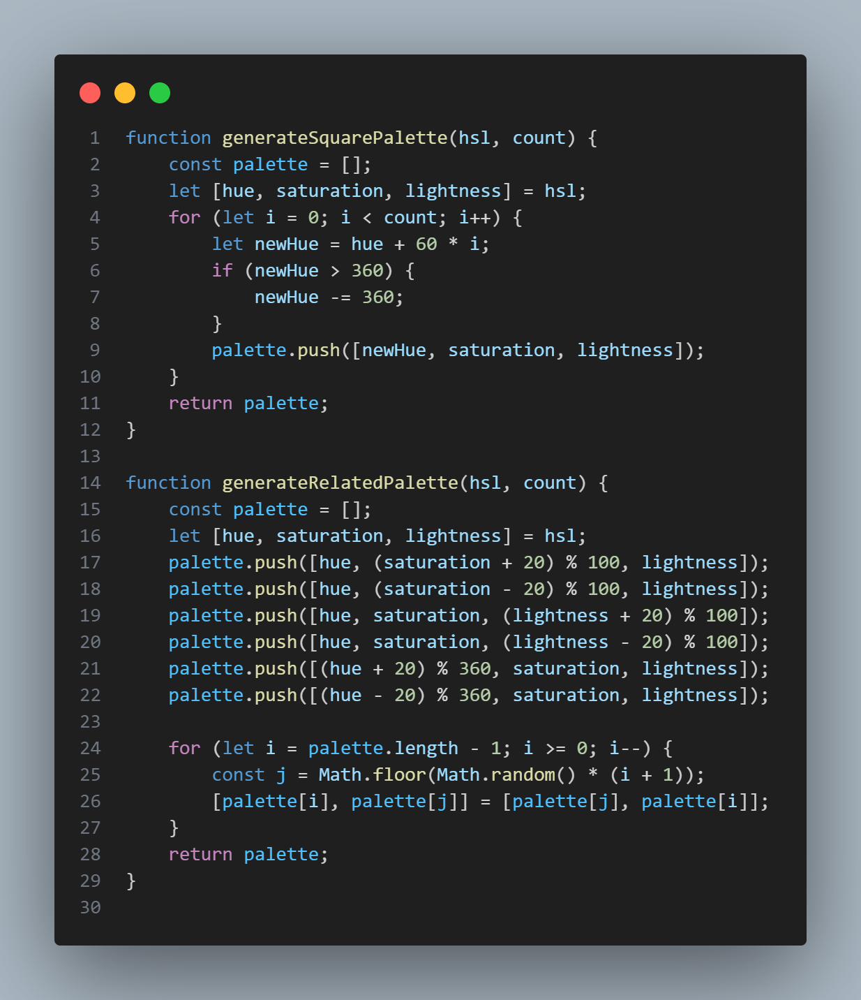 1 function generateSquarePalette(hsl, count) {
2     const palette = [];
3     let [hue, saturation, lightness] = hsl;
4     for (let i = 0; i < count; i++) {
5         let newHue = hue + 60 * i;
6         if (newHue > 360) {
7             newHue -= 360;
8         }
9         palette.push([newHue, saturation, lightness]);
10     }
11     return palette;
12 }
13
14 function generateRelatedPalette(hsl, count) {
15     const palette = [];
16     let [hue, saturation, lightness] = hsl;
17     palette.push([hue, (saturation + 20) % 100, lightness]);
18     palette.push([hue, (saturation - 20) % 100, lightness]);
19     palette.push([hue, saturation, (lightness + 20) % 100]);
20     palette.push([hue, saturation, (lightness - 20) % 100]);
21     palette.push([(hue + 20) % 360, saturation, lightness]);
22     palette.push([(hue - 20) % 360, saturation, lightness]);
23
24     for (let i = palette.length - 1; i >= 0; i--) {
25         const j = Math.floor(Math.random() * (i + 1));
26         [palette[i], palette[j]] = [palette[j], palette[i]];
27     }
28     return palette;
29 }
30